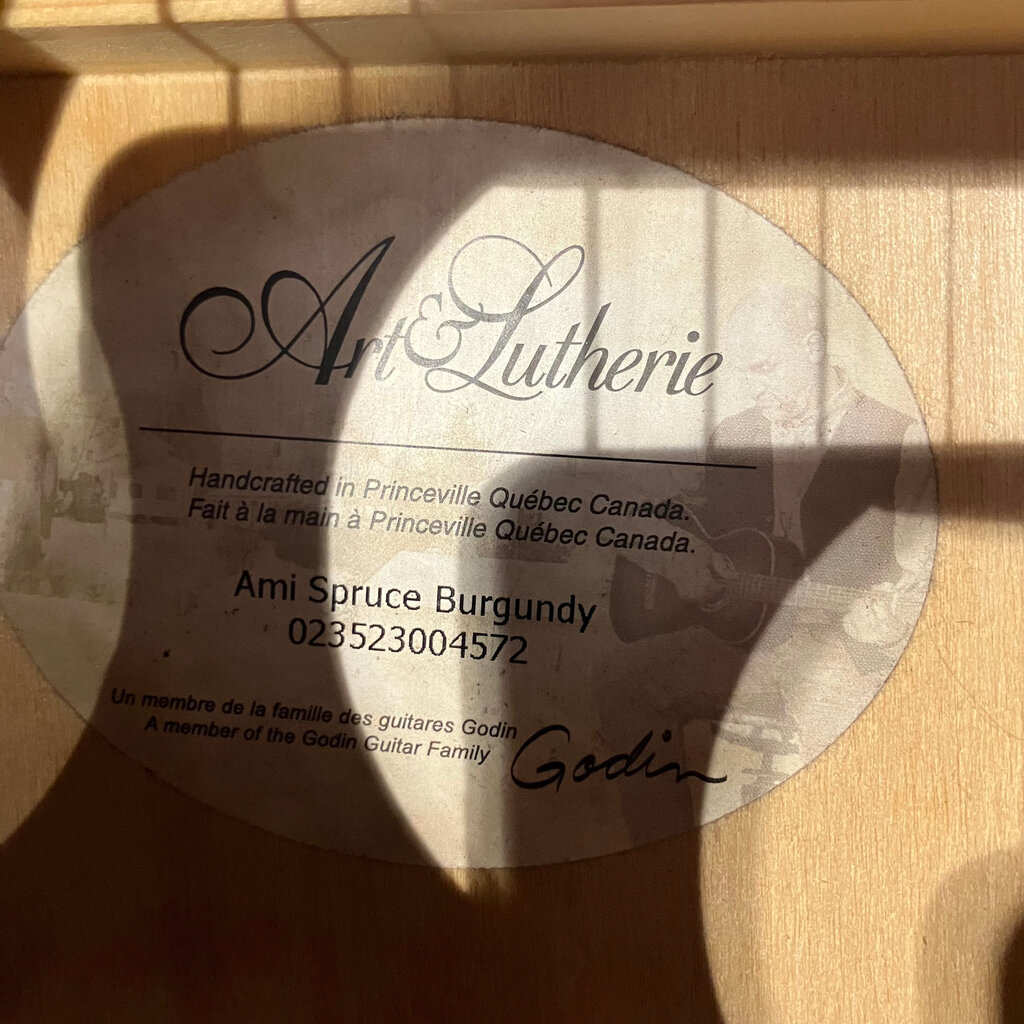 Art & Lutherie
Handcrafted in Princeville Québec Canada.
Fait à la main à Princeville Québec Canada.
Ami Spruce Burgundy
023523004572
Un membre de la famille des guitares Godin
A member of the Godin Guitar Family
Godin